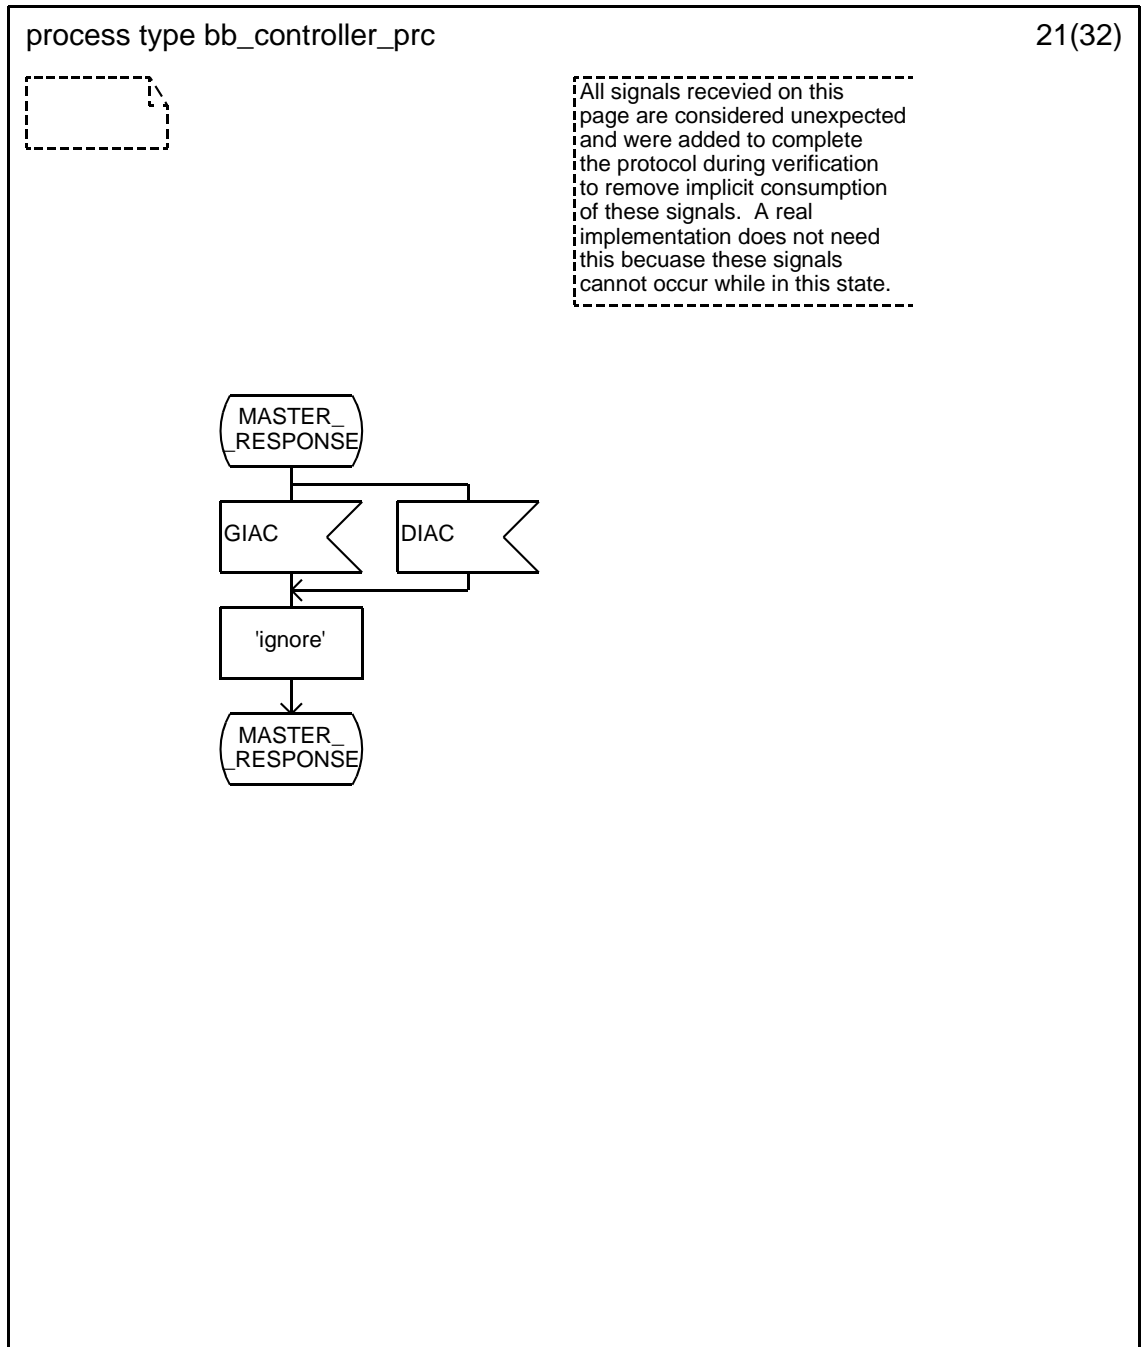 process type bb_controller_prc
21(32)
All signals recevied on this
page are considered unexpected
and were added to complete
the protocol during verification
to remove implicit consumption
of these signals.  A real
implementation does not need
this becuase these signals
cannot occur while in this state.
MASTER_
_RESPONSE
GIAC
DIAC
'ignore'
MASTER_
_RESPONSE